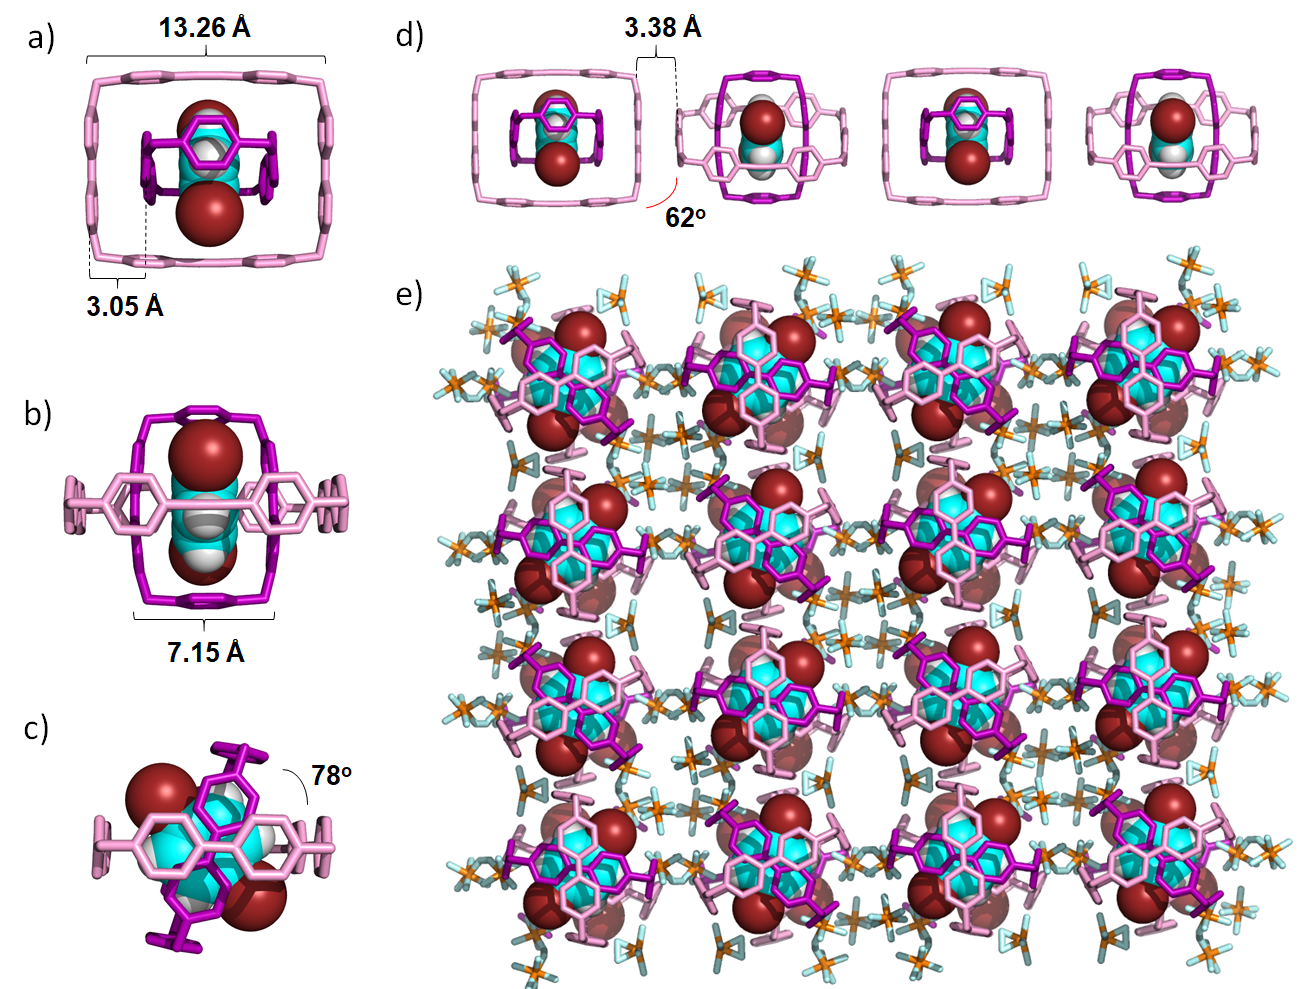 a)
13.26 Å
3.05 Å
b)
7.15 Å
c)
78°
d)
3.38 Å
62°
e)